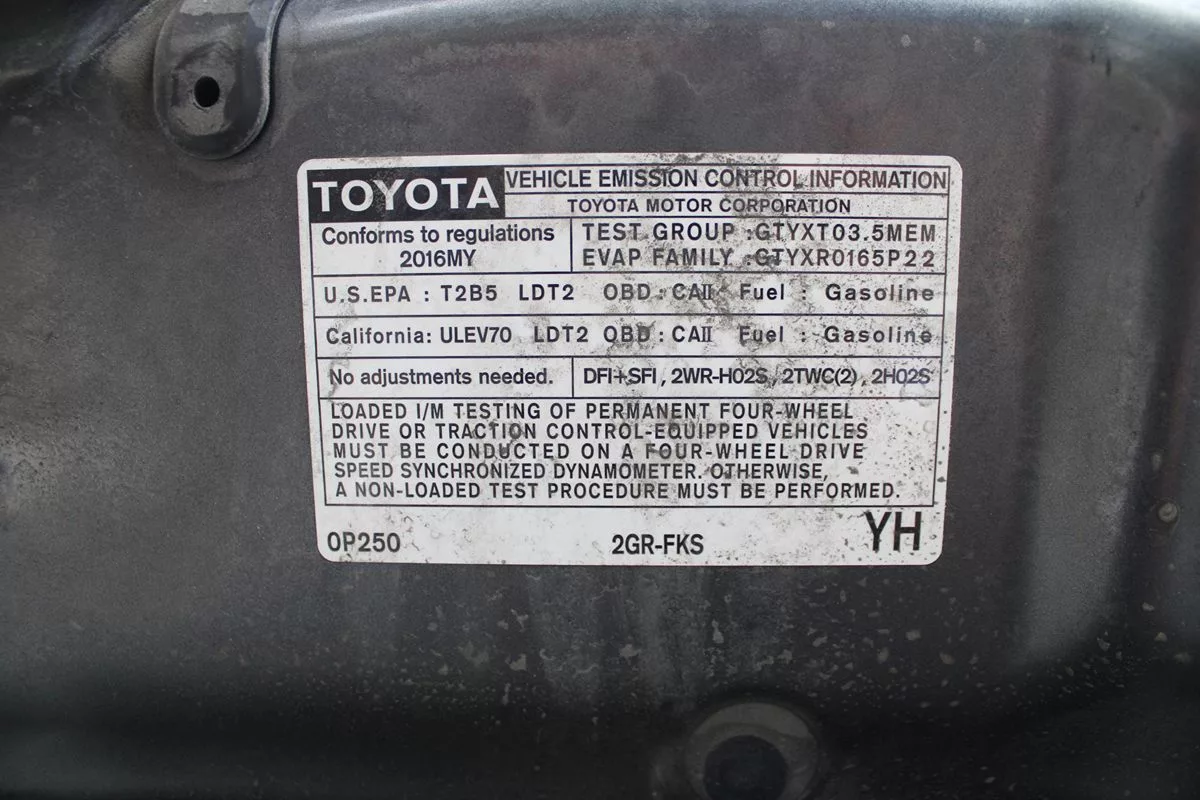 TOYOTA
VEHICLE EMISSION CONTROL INFORMATION
TOYOTA MOTOR CORPORATION
Conforms to regulations
2016MY
TEST GROUP :GTYXT03.5MEM
EVAP FAMILY :GTYXR0165P22
U.S.EPA : T2B5 LDT2 OBD : CAII Fuel : Gasoline
California: ULEV70 LDT2 OBD : CAII Fuel : Gasoline
No adjustments needed.
DFI+SFI, 2WR-HO2S, 2TWC(2), 2HO2S
LOADED I/M TESTING OF PERMANENT FOUR-WHEEL
DRIVE OR TRACTION CONTROL-EQUIPPED VEHICLES
MUST BE CONDUCTED ON A FOUR-WHEEL DRIVE
SPEED SYNCHRONIZED DYNAMOMETER. OTHERWISE,
A NON-LOADED TEST PROCEDURE MUST BE PERFORMED.
0P250 2GR-FKS YH